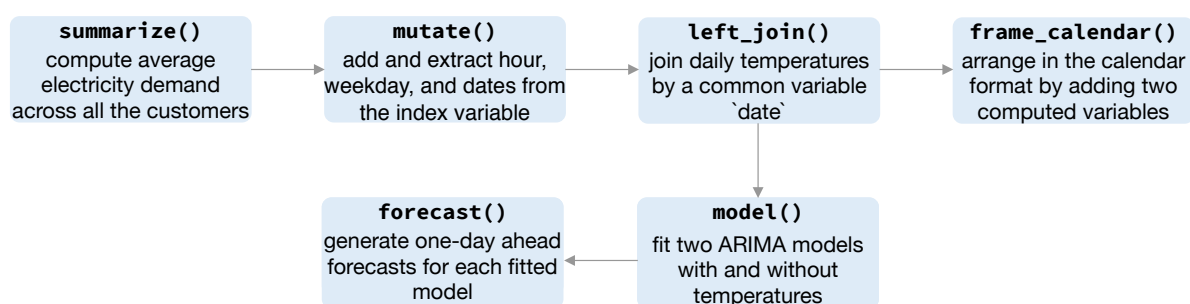 summarize()
compute average
electricity demand
across all the customers
mutate()
add and extract hour,
weekday, and dates from
the index variable
left_join()
join daily temperatures
by a common variable
`date`
frame_calendar()
arrange in the calendar
format by adding two
computed variables
forecast()
generate one-day ahead
forecasts for each fitted
model
model()
fit two ARIMA models
with and without
temperatures